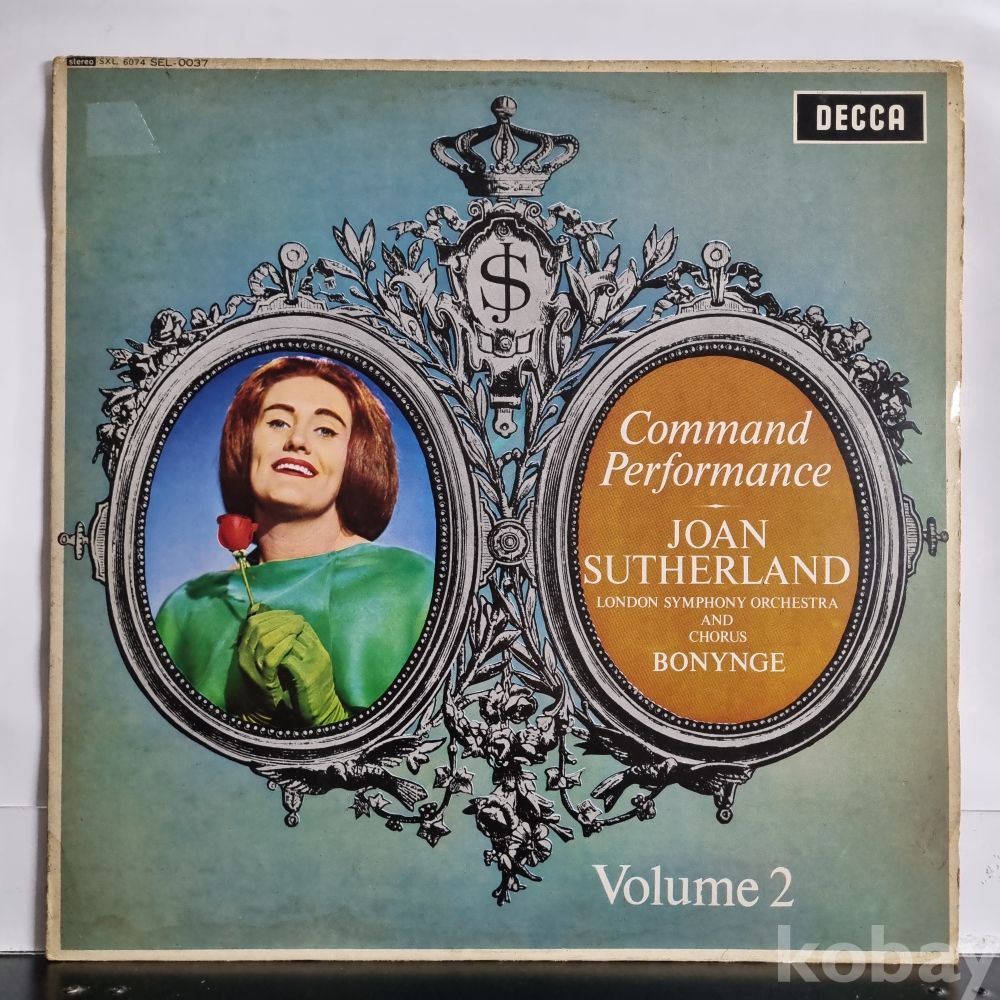 stereo SXL 6074 SEL-0037
DECCA
JS
Command
Performance
JOAN
SUTHERLAND
LONDON SYMPHONY ORCHESTRA
AND
CHORUS
BONYNGE
Volume 2
kobay